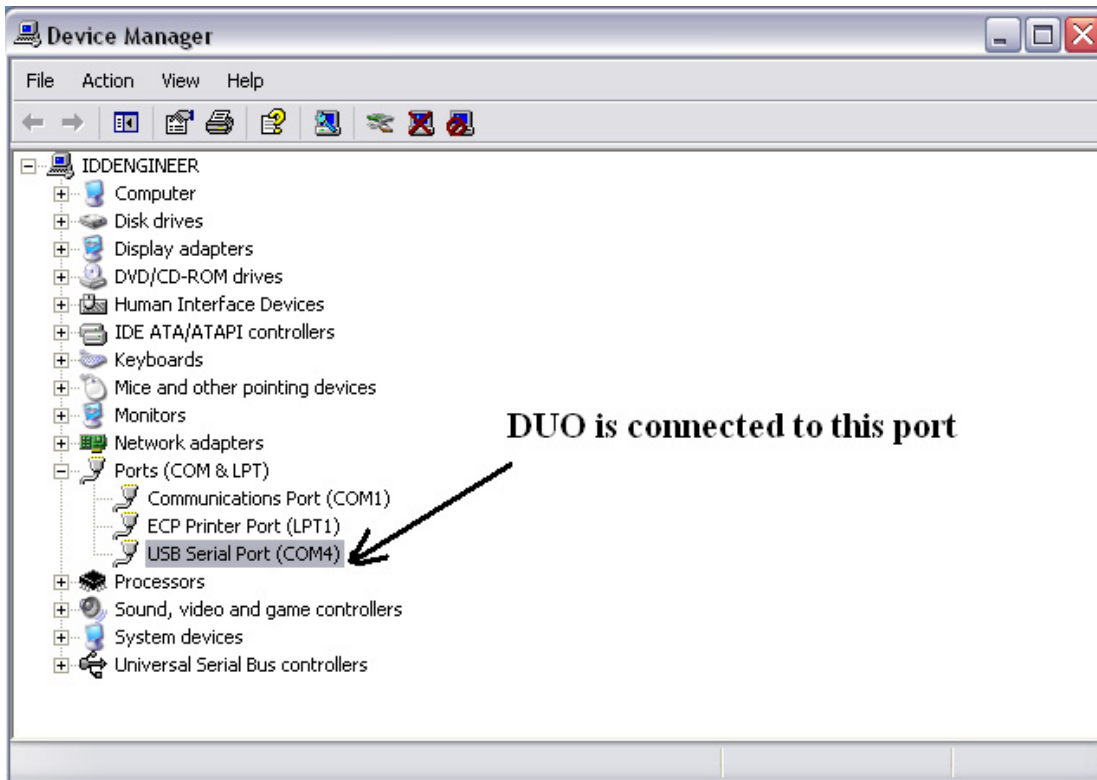 Device Manager
File Action View Help
IDDENGINEER
Computer
Disk drives
Display adapters
DVD/CD-ROM drives
Human Interface Devices
IDE ATA/ATAPI controllers
Keyboards
Mice and other pointing devices
Monitors
Network adapters
DUO is connected to this port
Ports (COM & LPT)
Communications Port (COM1)
ECP Printer Port (LPT1)
USB Serial Port (COM4)
Processors
Sound, video and game controllers
System devices
Universal Serial Bus controllers